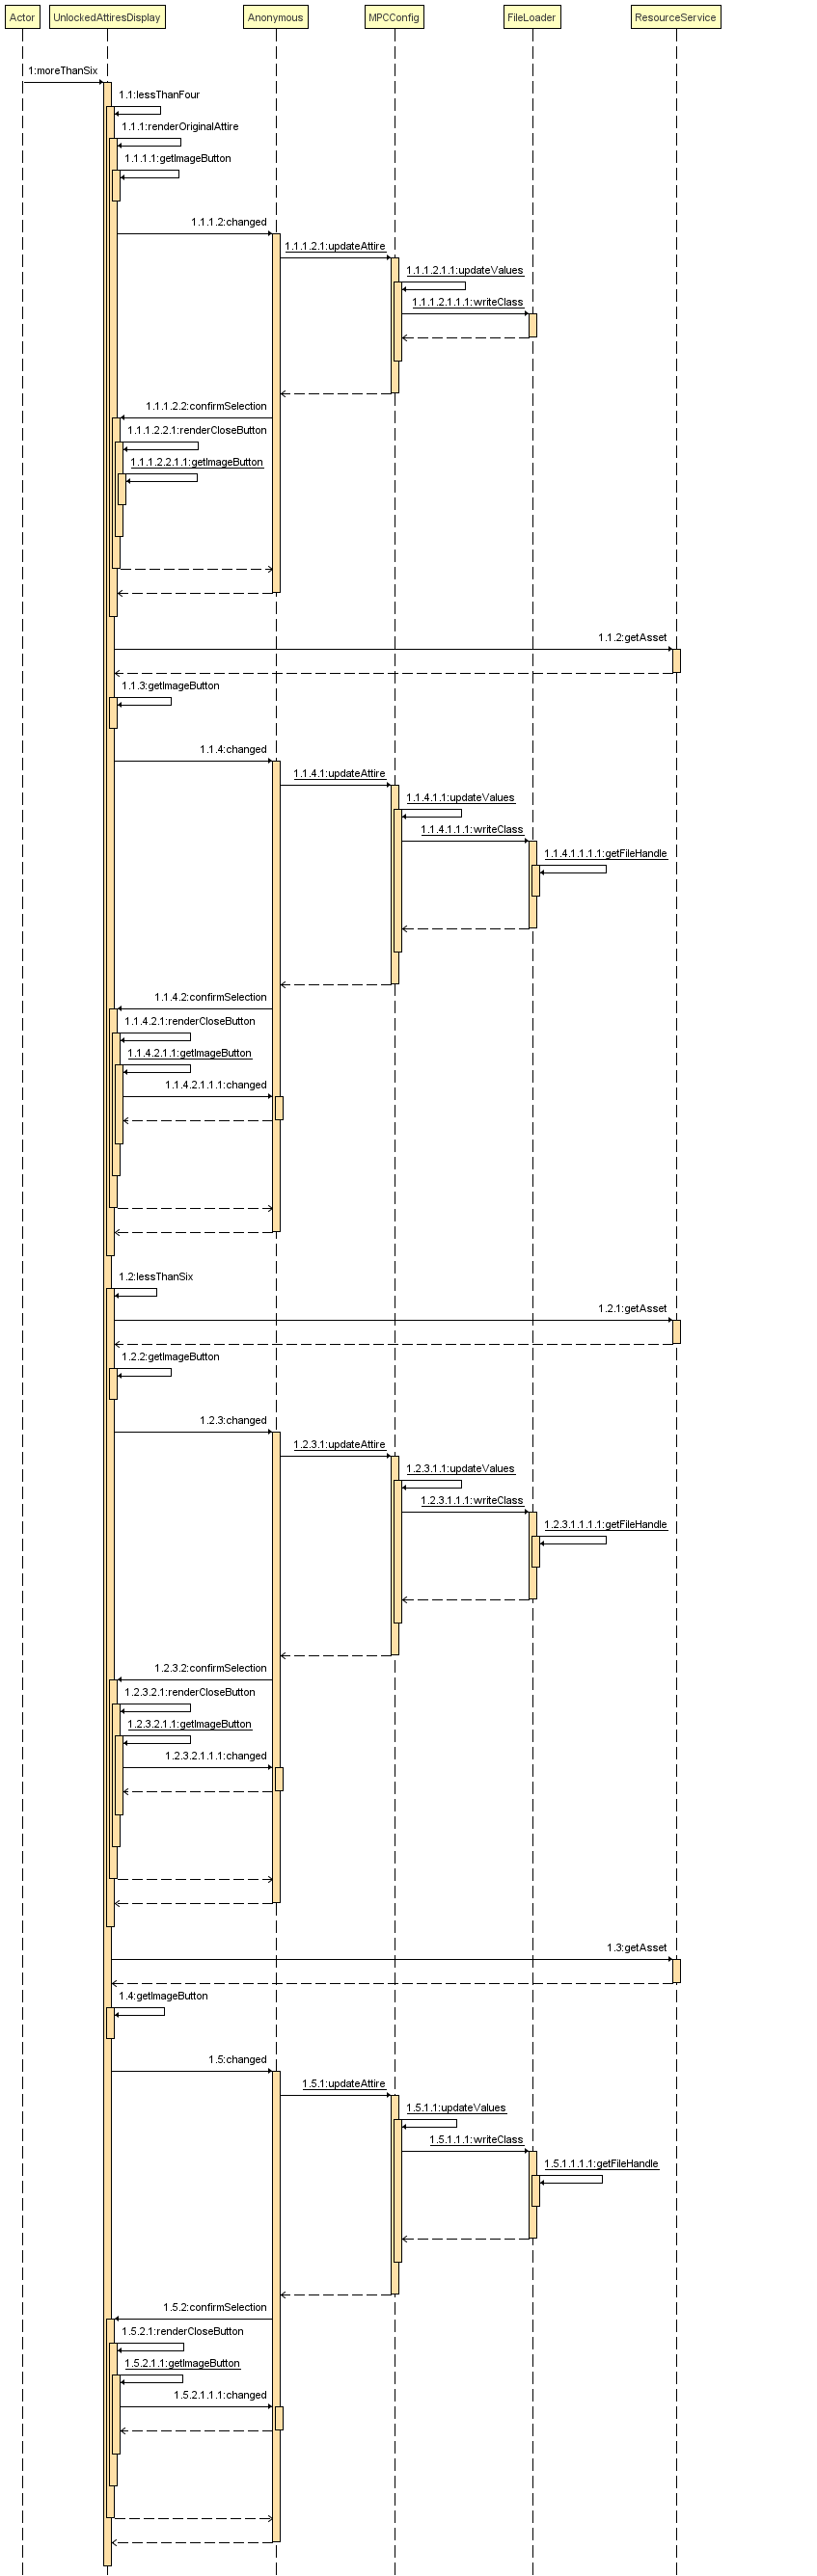 Actor
UnlockedAttiresDisplay
Anonymous
MPCConfig
FileLoader
ResourceService
1:moreThanSix
1.1:lessThanFour
1.1.1:renderOriginalAttire
1.1.1.1:getImageButton
1.1.1.2:changed
1.1.1.2.1:updateAttire
1.1.1.2.1.1:updateValues
1.1.1.2.1.1.1:writeClass
1.1.1.2.2:confirmSelection
1.1.1.2.2.1:renderCloseButton
1.1.1.2.2.1.1:getImageButton
1.1.2:getAsset
1.1.3:getImageButton
1.1.4:changed
1.1.4.1:updateAttire
1.1.4.1.1:updateValues
1.1.4.1.1.1:writeClass
1.1.4.1.1.1.1:getFileHandle
1.1.4.2:confirmSelection
1.1.4.2.1:renderCloseButton
1.1.4.2.1.1:getImageButton
1.1.4.2.1.1.1:changed
1.2:lessThanSix
1.2.1:getAsset
1.2.2:getImageButton
1.2.3:changed
1.2.3.1:updateAttire
1.2.3.1.1:updateValues
1.2.3.1.1.1:writeClass
1.2.3.1.1.1.1:getFileHandle
1.2.3.2:confirmSelection
1.2.3.2.1:renderCloseButton
1.2.3.2.1.1:getImageButton
1.2.3.2.1.1.1:changed
1.3:getAsset
1.4:getImageButton
1.5:changed
1.5.1:updateAttire
1.5.1.1:updateValues
1.5.1.1.1:writeClass
1.5.1.1.1.1:getFileHandle
1.5.2:confirmSelection
1.5.2.1:renderCloseButton
1.5.2.1.1:getImageButton
1.5.2.1.1.1:changed